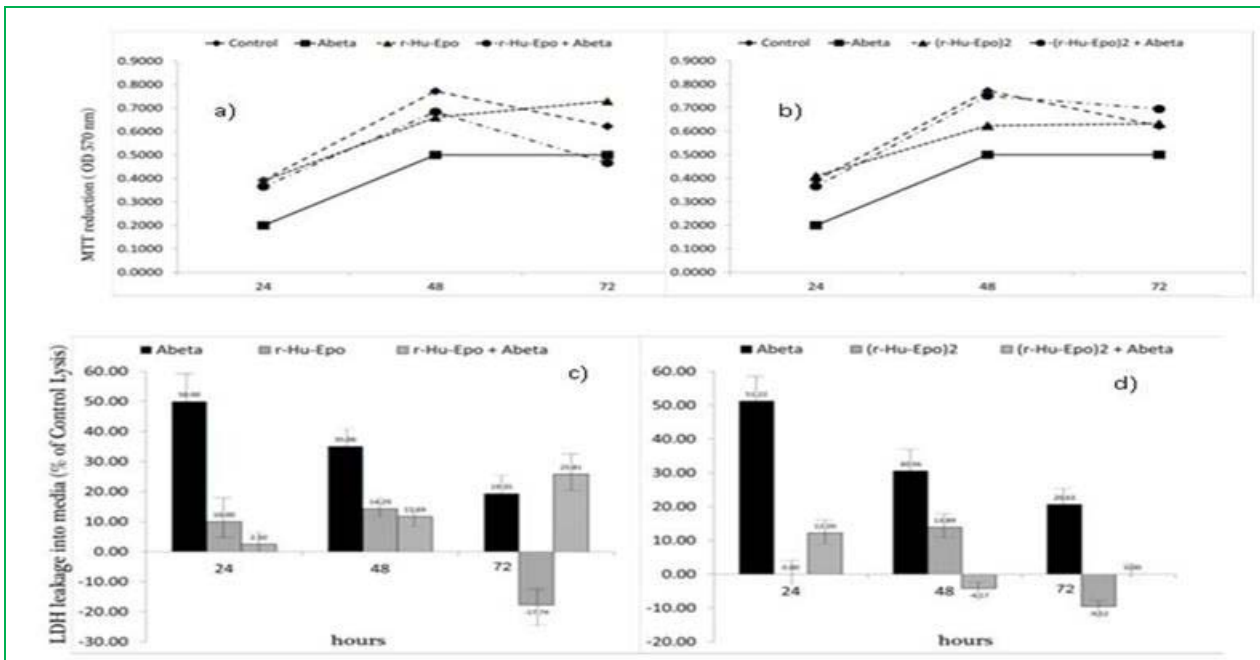 Control Abeta r-Hu-Epo r-Hu-Epo + Abeta
a)
MTT reduction ( OD 570 nm)
0.9000
0.8000
0.7000
0.6000
0.5000
0.4000
0.3000
0.2000
0.1000
0.0000
24 48 72
Control Abeta (r-Hu-Epo)2 (r-Hu-Epo)2 + Abeta
b)
0.9000
0.8000
0.7000
0.6000
0.5000
0.4000
0.3000
0.2000
0.1000
0.0000
24 48 72
Abeta r-Hu-Epo r-Hu-Epo + Abeta
c)
LDH leakage into media (% of Control Lysis)
60.00
50.00
40.00
30.00
20.00
10.00
0.00
-10.00
-20.00
-30.00
24 48 72
hours
Abeta (r-Hu-Epo)2 (r-Hu-Epo)2 + Abeta
d)
60.00
50.00
40.00
30.00
20.00
10.00
0.00
-10.00
-20.00
24 48 72
hours